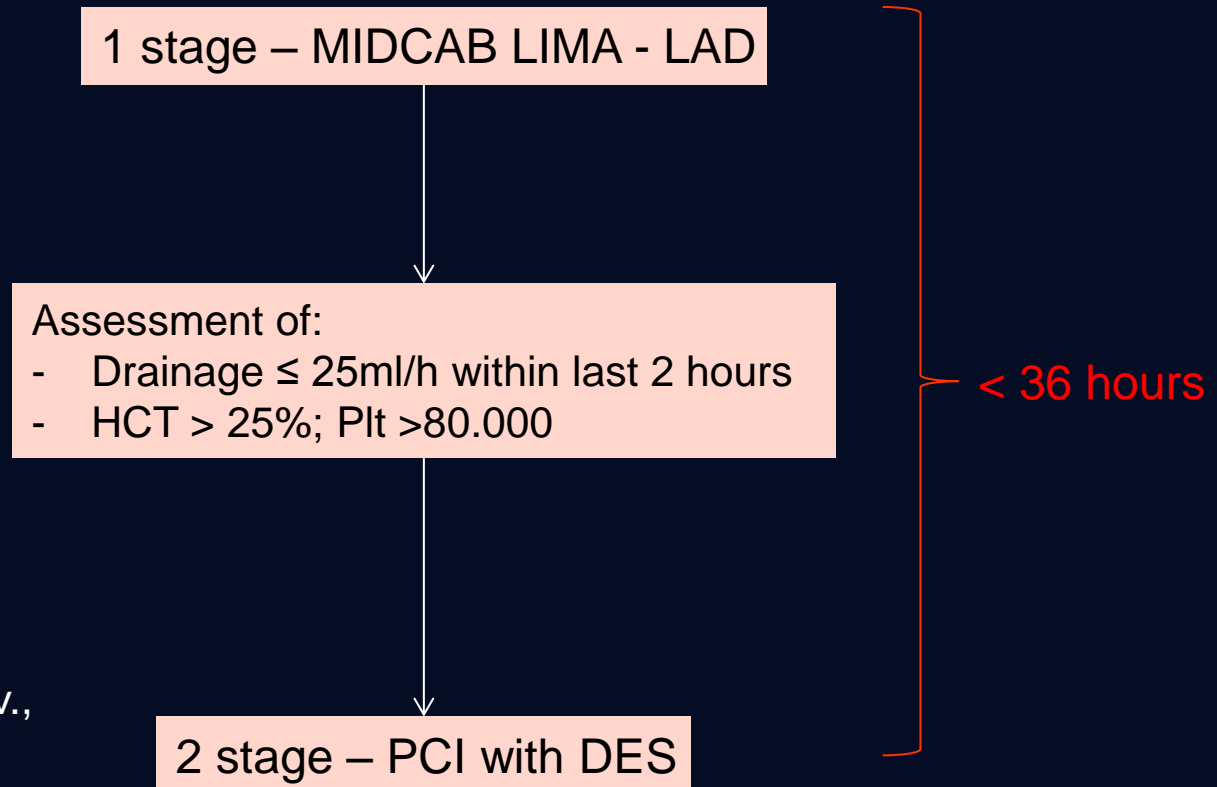 1 stage – MIDCAB LIMA - LAD
Assessment of:
- Drainage ≤ 25ml/h within last 2 hours
- HCT > 25%; Plt >80.000
< 36 hours
2 stage – PCI with DES